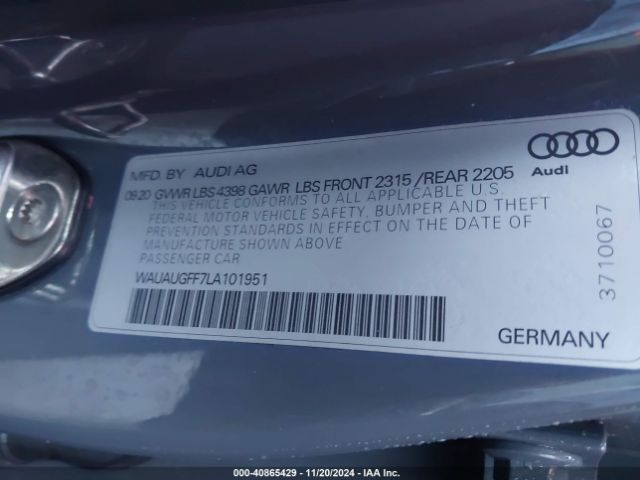 MFD. BY AUDI AG
09.20 GVWR LBS 4398 GAWR LBS FRONT 2315 / REAR 2205
THIS VEHICLE CONFORMS TO ALL APPLICABLE U.S.
FEDERAL MOTOR VEHICLE SAFETY, BUMPER AND THEFT
PREVENTION STANDARDS IN EFFECT ON THE DATE OF
MANUFACTURE SHOWN ABOVE
PASSENGER CAR
WAUAUGFF7LA101951
Audi
3710067
GERMANY
000-40865429 - 11/20/2024 - IAA Inc.